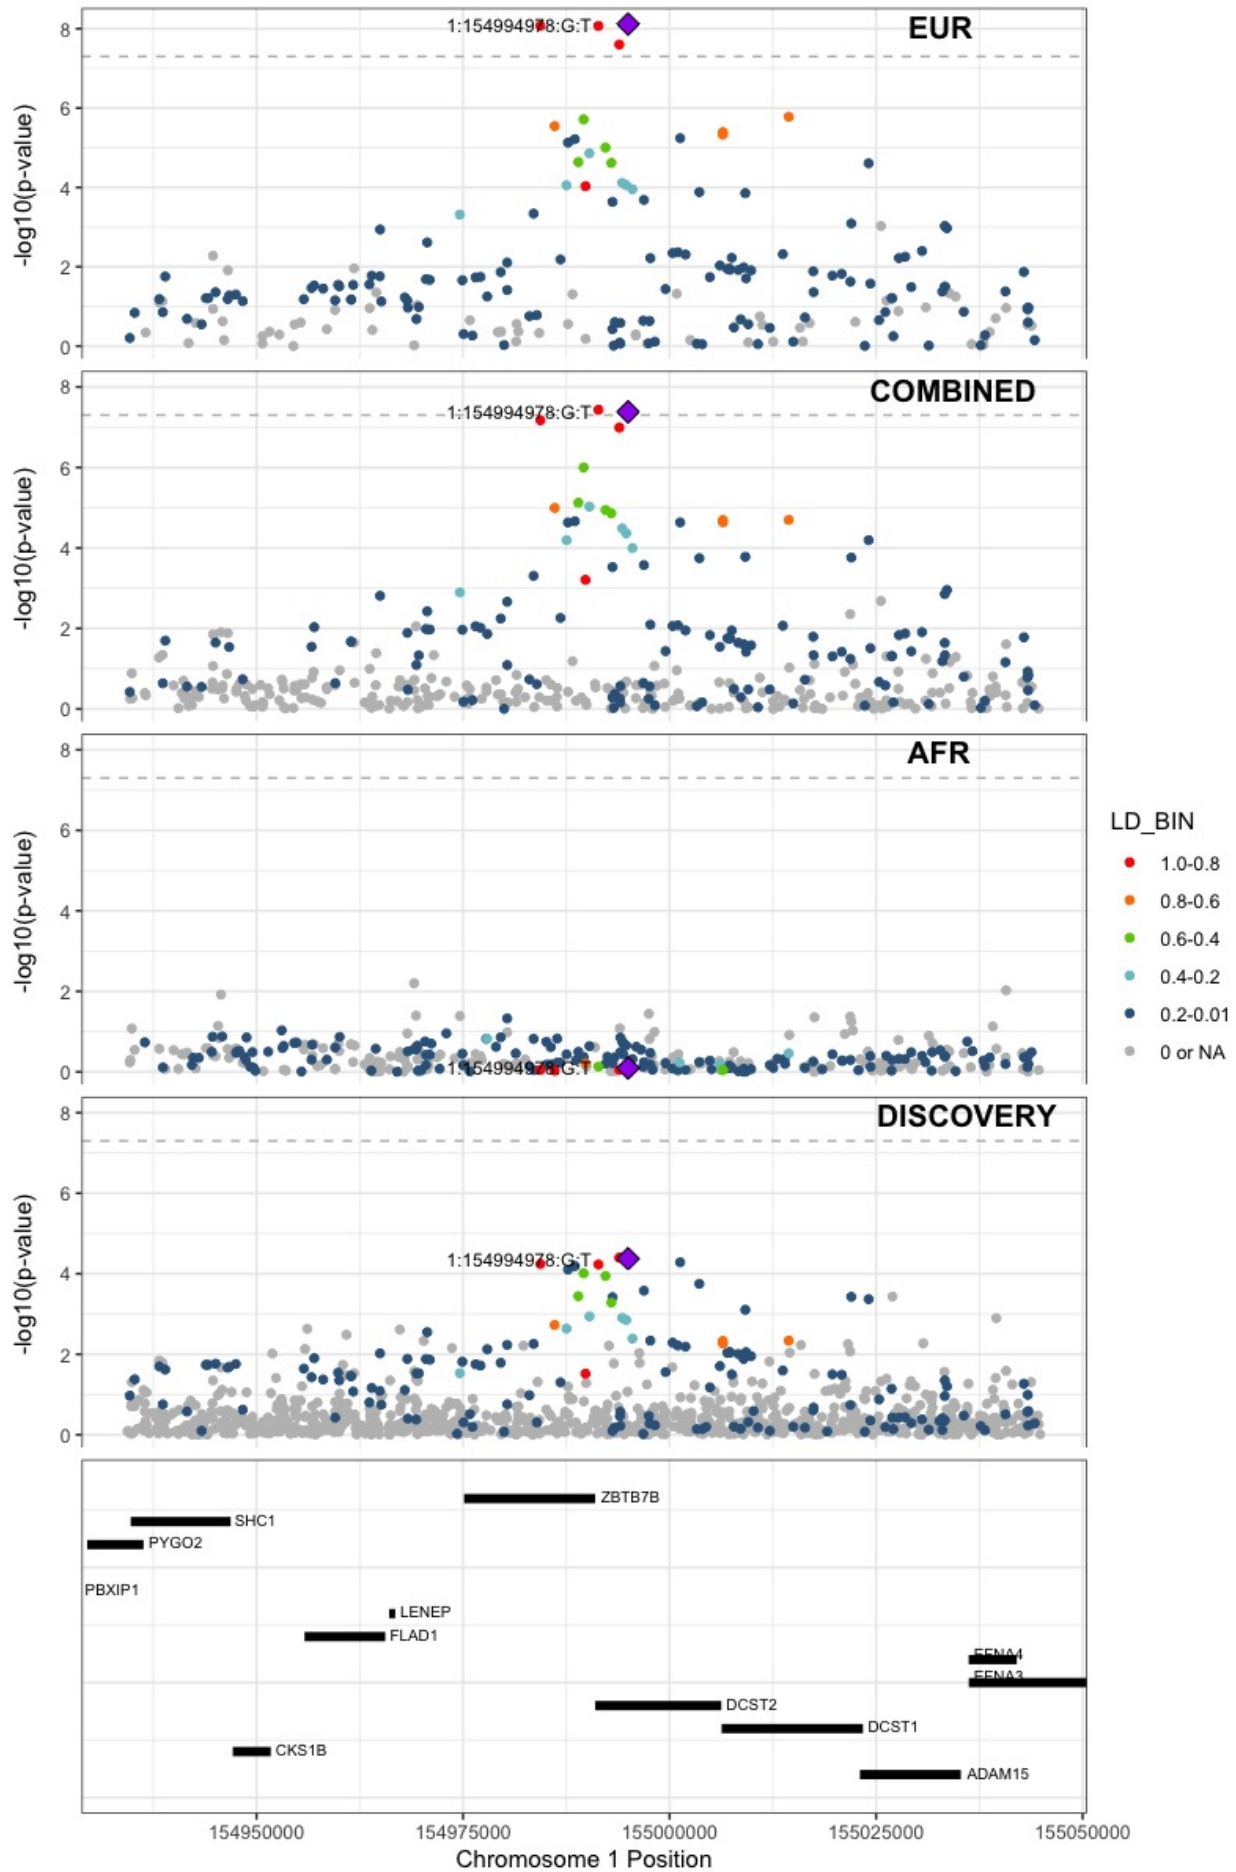 EUR
1:154994978:G:T
8
6
4
2
0
-log10(p-value)
COMBINED
1:154994978:G:T
8
6
4
2
0
-log10(p-value)
AFR
8
6
4
2
0
-log10(p-value)
1:154994978:G:T
LD_BIN
1.0-0.8
0.8-0.6
0.6-0.4
0.4-0.2
0.2-0.01
0 or NA
DISCOVERY
8
6
4
2
0
-log10(p-value)
1:154994978:G:T
ZBTB7B
SHC1
PYGO2
PBXIP1
LENEP
FLAD1
EFNA4
EFNA3
DCST2
DCST1
CKS1B
ADAM15
154950000 154975000 155000000 155025000 155050000
Chromosome 1 Position